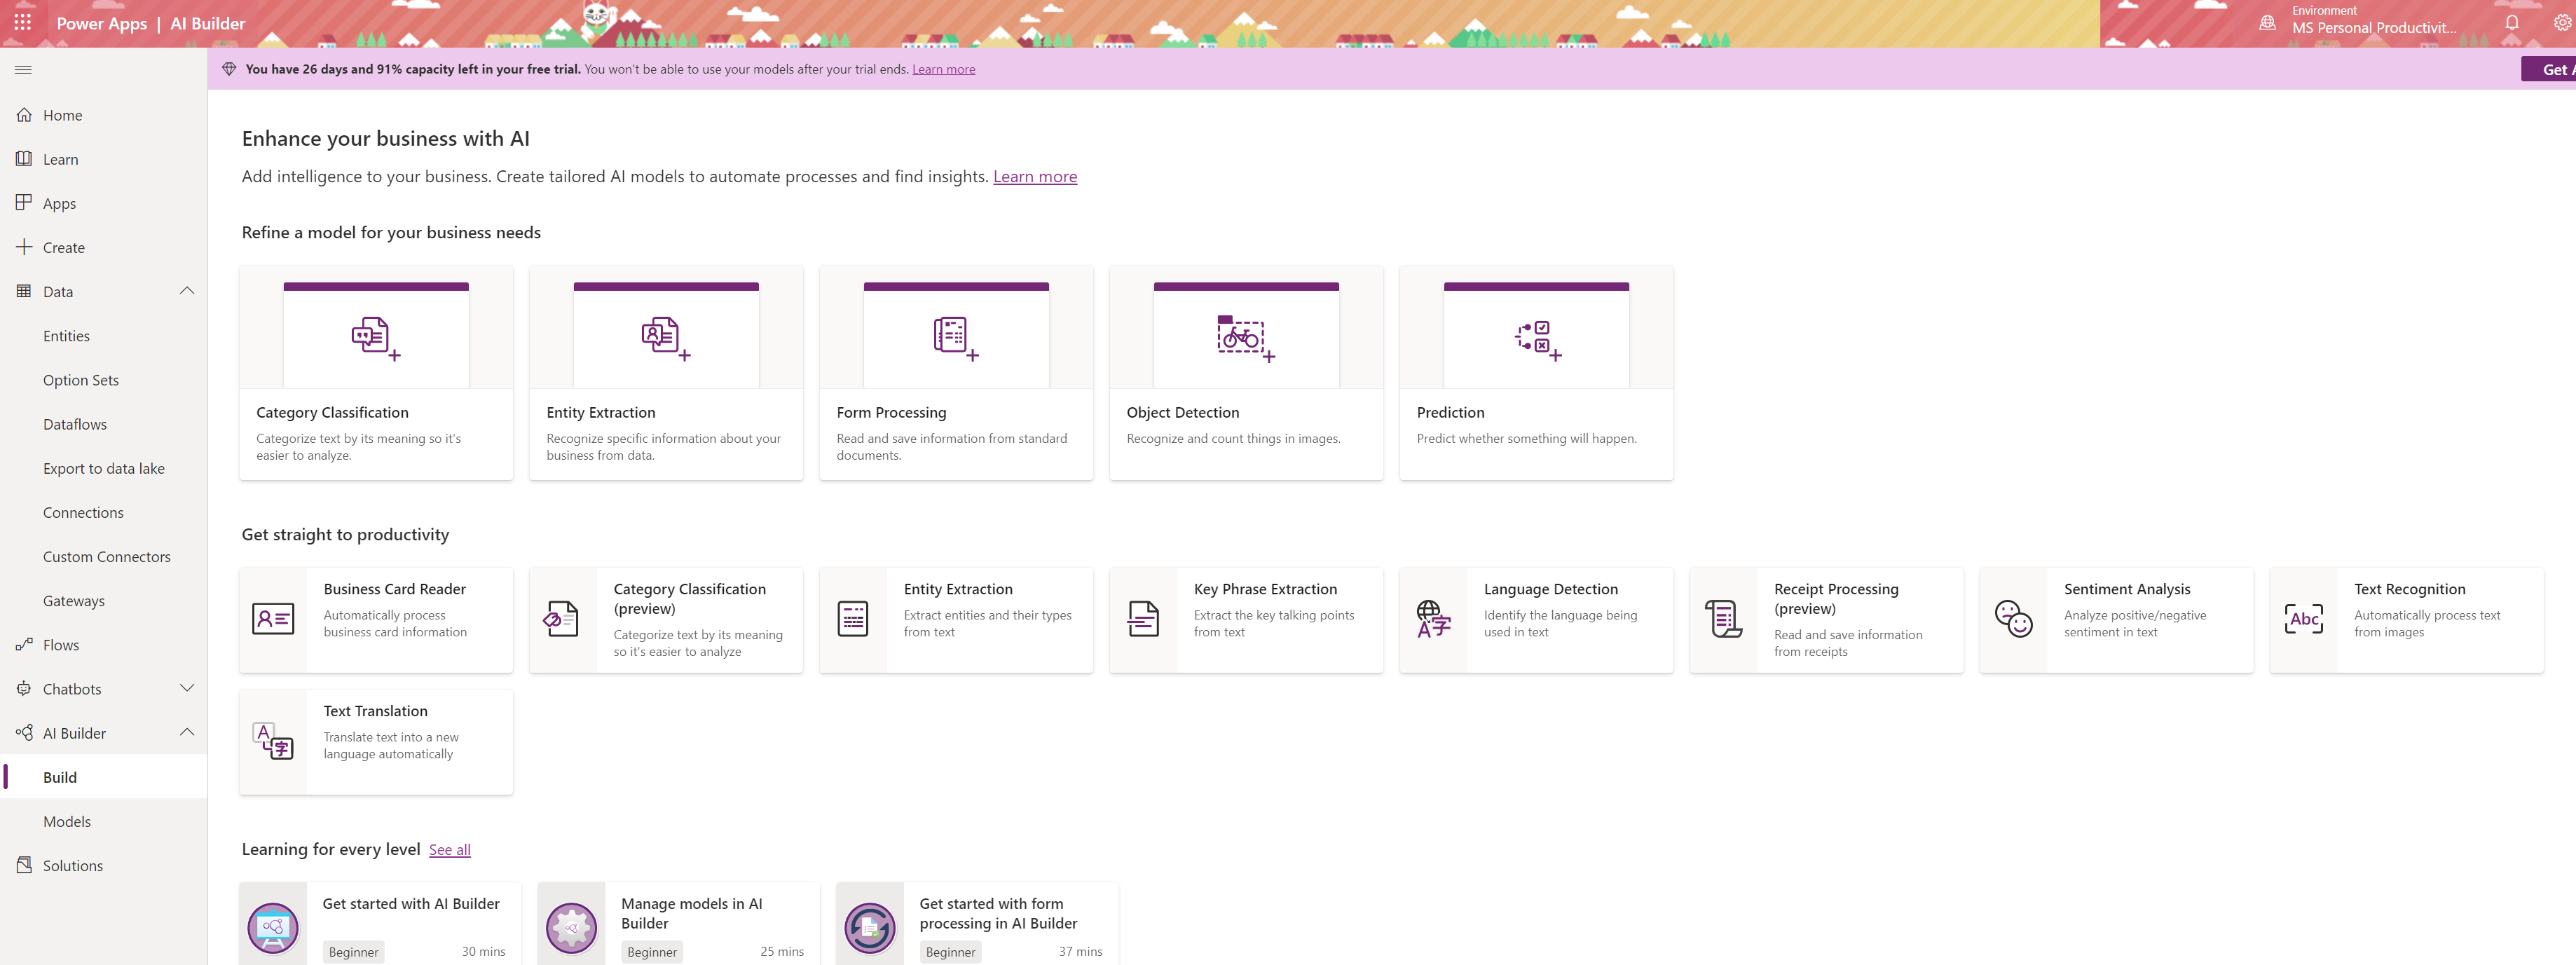 Power Apps | AI Builder
Environment
MS Personal Productivit...
You have 26 days and 91% capacity left in your free trial. You won't be able to use your models after your trial ends. Learn more
Get A
Home
Learn
Apps
Create
Data
Entities
Option Sets
Dataflows
Export to data lake
Connections
Custom Connectors
Gateways
Flows
Chatbots
AI Builder
Build
Models
Solutions
Enhance your business with AI
Add intelligence to your business. Create tailored AI models to automate processes and find insights. Learn more
Refine a model for your business needs
Category Classification
Categorize text by its meaning so it's
easier to analyze.
Entity Extraction
Recognize specific information about your
business from data.
Form Processing
Read and save information from standard
documents.
Object Detection
Recognize and count things in images.
Prediction
Predict whether something will happen.
Get straight to productivity
Business Card Reader
Automatically process
business card information
Category Classification
(preview)
Categorize text by its meaning
so it's easier to analyze
Entity Extraction
Extract entities and their types
from text
Key Phrase Extraction
Extract the key talking points
from text
A字
Language Detection
Identify the language being
used in text
Receipt Processing
(preview)
Read and save information
from receipts
Sentiment Analysis
Analyze positive/negative
sentiment in text
Abc
Text Recognition
Automatically process text
from images
A
字
Text Translation
Translate text into a new
language automatically
Learning for every level See all
Get started with AI Builder
Beginner 30 mins
Manage models in AI
Builder
Beginner 25 mins
Get started with form
processing in AI Builder
Beginner 37 mins